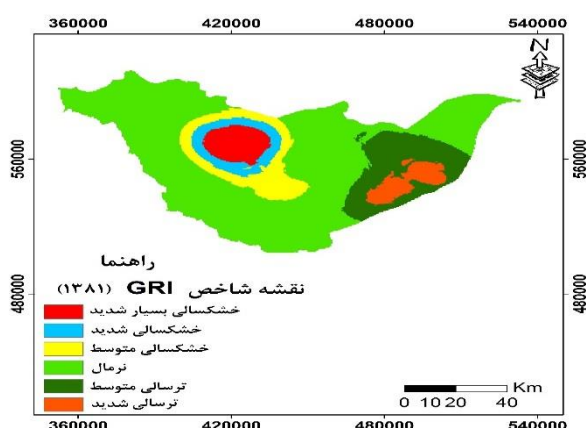 360000 420000 480000 540000
N
560000 560000
480000 480000
راهنما
نقشه شاخص GRI (۱۳۸۱)
خشکسالی بسیار شدید
خشکسالی شدید
خشکسالی متوسط
نرمال
ترسالی متوسط
ترسالی شدید
Km
0 10 20 40
360000 420000 480000 540000